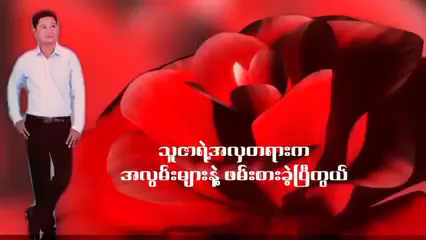 သူဇာရဲ့အလှတရားက
အလွမ်းများနဲ့ ဖမ်းစားခဲ့ပြီကွယ်